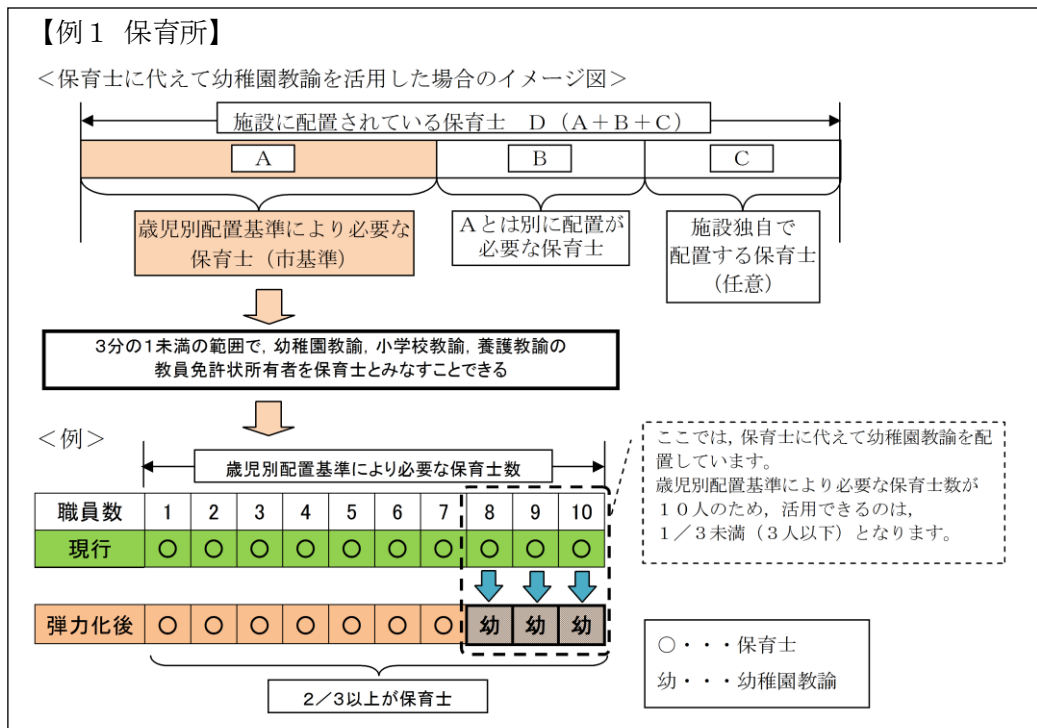 【例１ 保育所】
＜保育士に代えて幼稚園教諭を活用した場合のイメージ図＞
施設に配置されている保育士　Ｄ（Ａ＋Ｂ＋Ｃ）
Ａ
Ｂ
Ｃ
歳児別配置基準により必要な
保育士（市基準）
Ａとは別に配置が
必要な保育士
施設独自で
配置する保育士
（任意）
３分の１未満の範囲で，幼稚園教諭，小学校教諭，養護教諭の
教員免許状所有者を保育士とみなすことできる
＜例＞
歳児別配置基準により必要な保育士数
職員数 1 2 3 4 5 6 7 8 9 10
現行 ○ ○ ○ ○ ○ ○ ○ ○ ○ ○
弾力化後 ○ ○ ○ ○ ○ ○ ○ 幼 幼 幼
２／３以上が保育士
ここでは，保育士に代えて幼稚園教諭を配
置しています。
歳児別配置基準により必要な保育士数が
１０人のため，活用できるのは，
１／３未満（３人以下）となります。
○・・・保育士
幼・・・幼稚園教諭